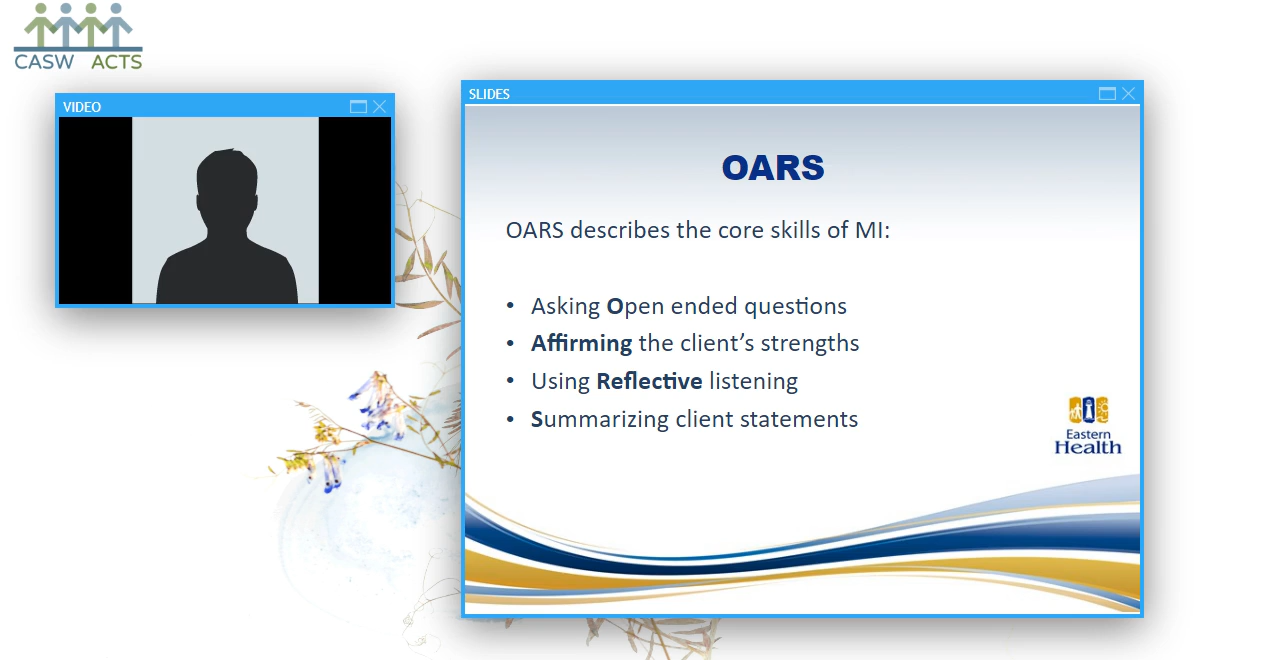 CASW ACTS
VIDEO
SLIDES
OARS
OARS describes the core skills of MI:
• Asking Open ended questions
• Affirming the client’s strengths
• Using Reflective listening
• Summarizing client statements
Eastern
Health